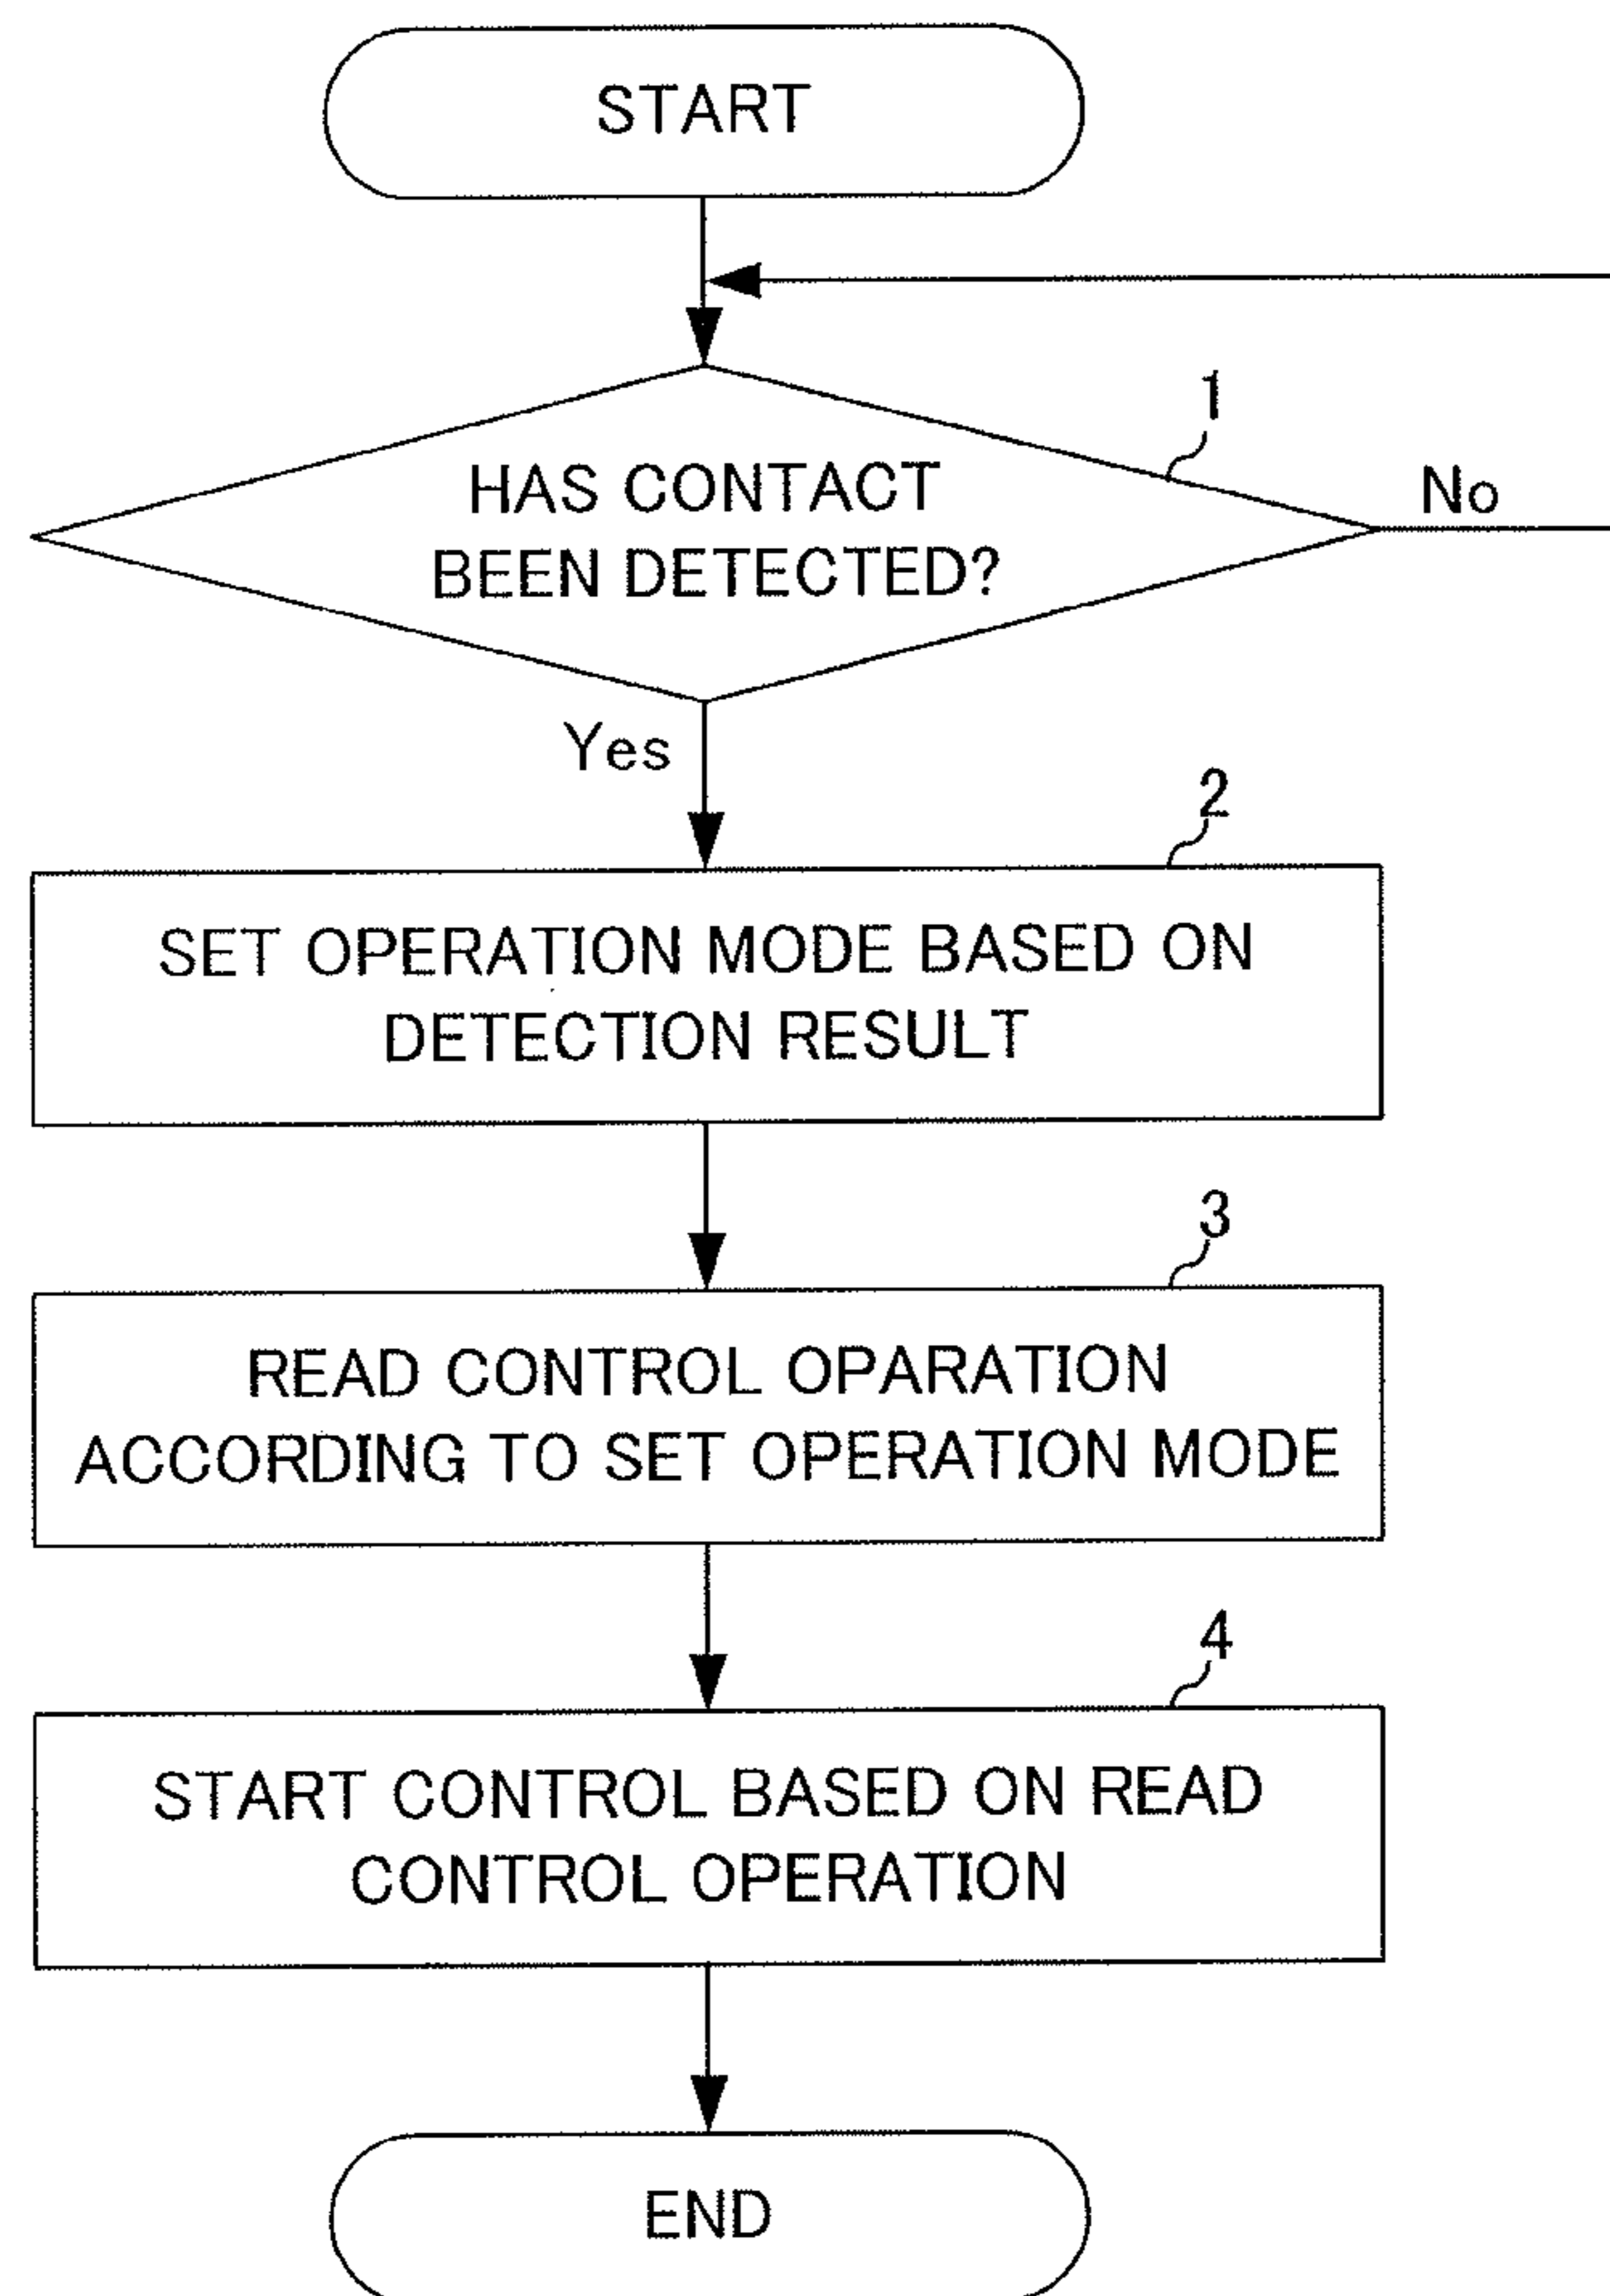 START
1
HAS CONTACT
BEEN DETECTED?
No
Yes
2
SET OPERATION MODE BASED ON
DETECTION RESULT
3
READ CONTROL OPARATION
ACCORDING TO SET OPERATION MODE
4
START CONTROL BASED ON READ
CONTROL OPERATION
END